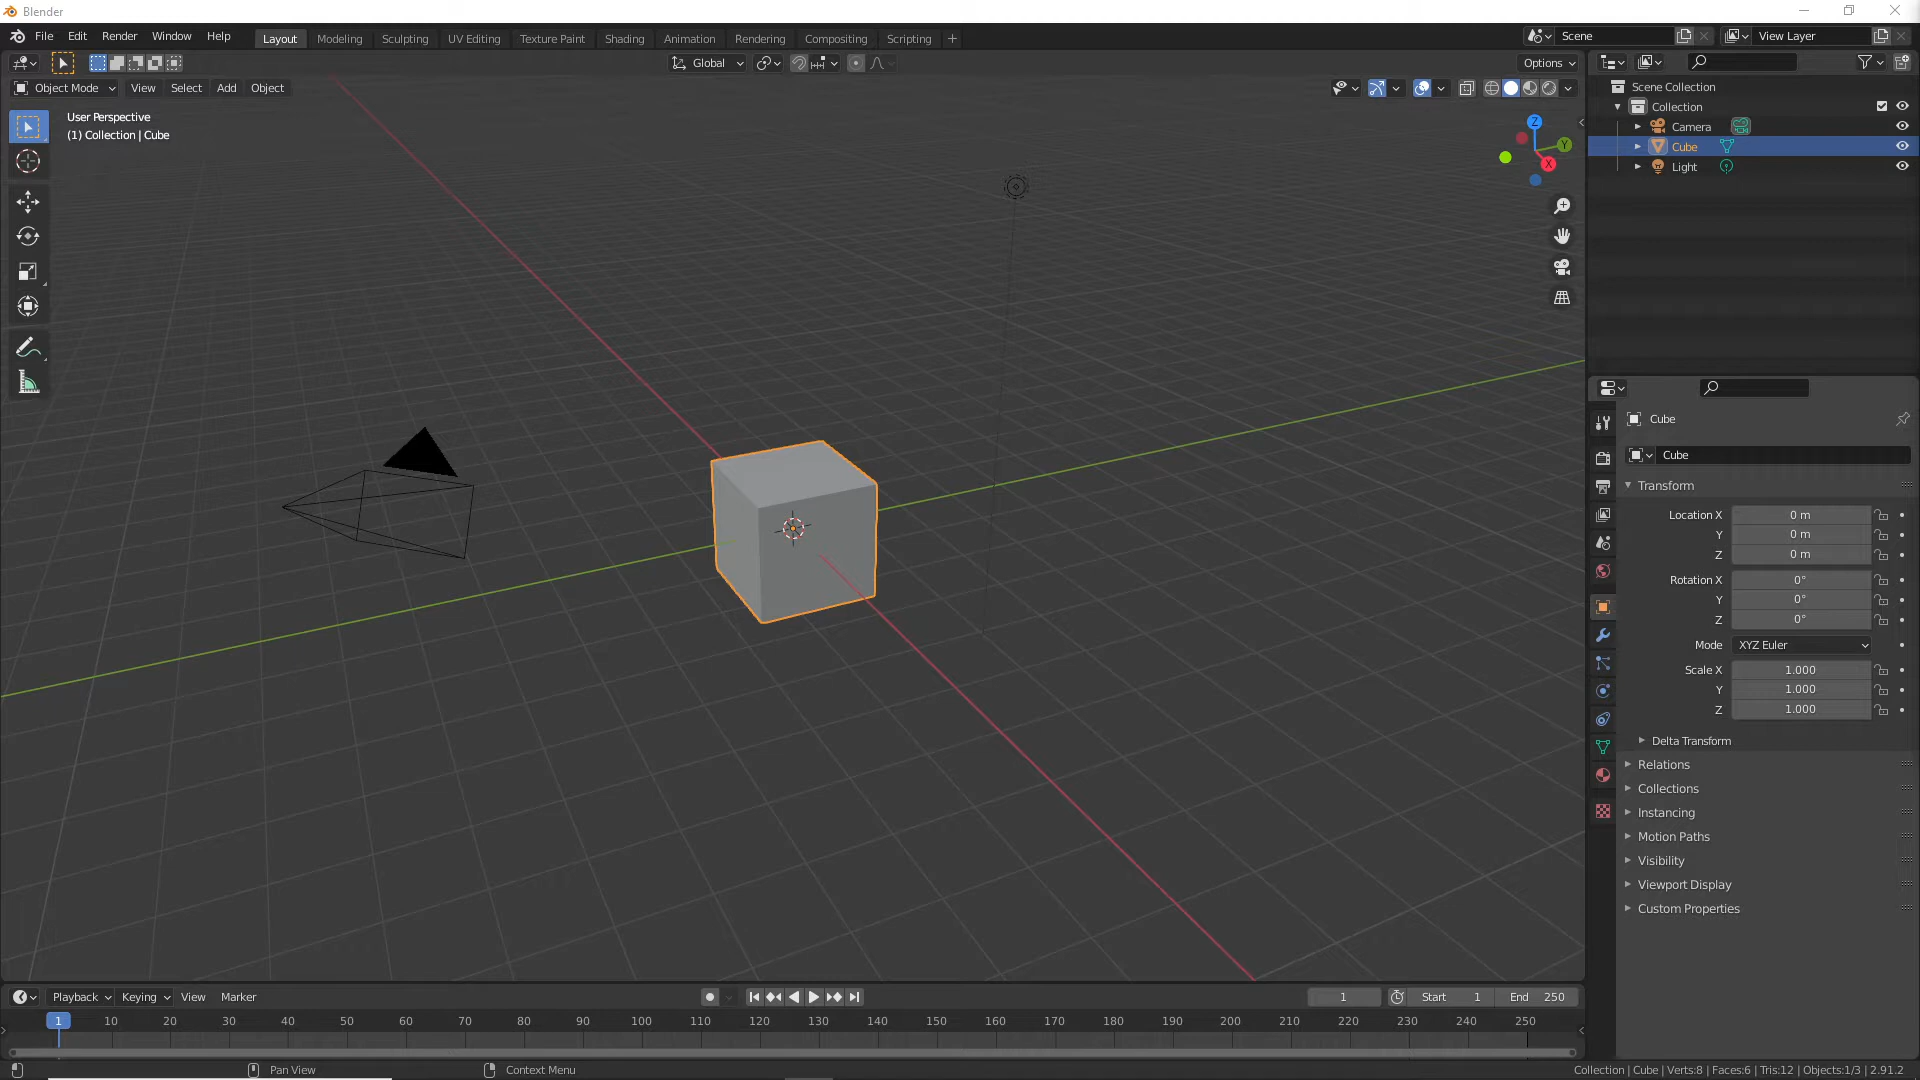 Blender
File Edit Render Window Help
Layout Modeling Sculpting UV Editing Texture Paint Shading Animation Rendering Compositing Scripting +
Scene
View Layer
Global
Options
Object Mode View Select Add Object
User Perspective
(1) Collection | Cube
Z
Y
X
Scene Collection
Collection
Camera
Cube
Light
Cube
Cube
Transform
Location X 0 m
Y 0 m
Z 0 m
Rotation X 0°
Y 0°
Z 0°
Mode XYZ Euler
Scale X 1.000
Y 1.000
Z 1.000
Delta Transform
Relations
Collections
Instancing
Motion Paths
Visibility
Viewport Display
Custom Properties
Playback Keying View Marker
1 Start 1 End 250
1 10 20 30 40 50 60 70 80 90 100 110 120 130 140 150 160 170 180 190 200 210 220 230 240 250
Pan View
Context Menu
Collection | Cube | Verts:8 | Faces:6 | Tris:12 | Objects:1/3 | 2.91.2